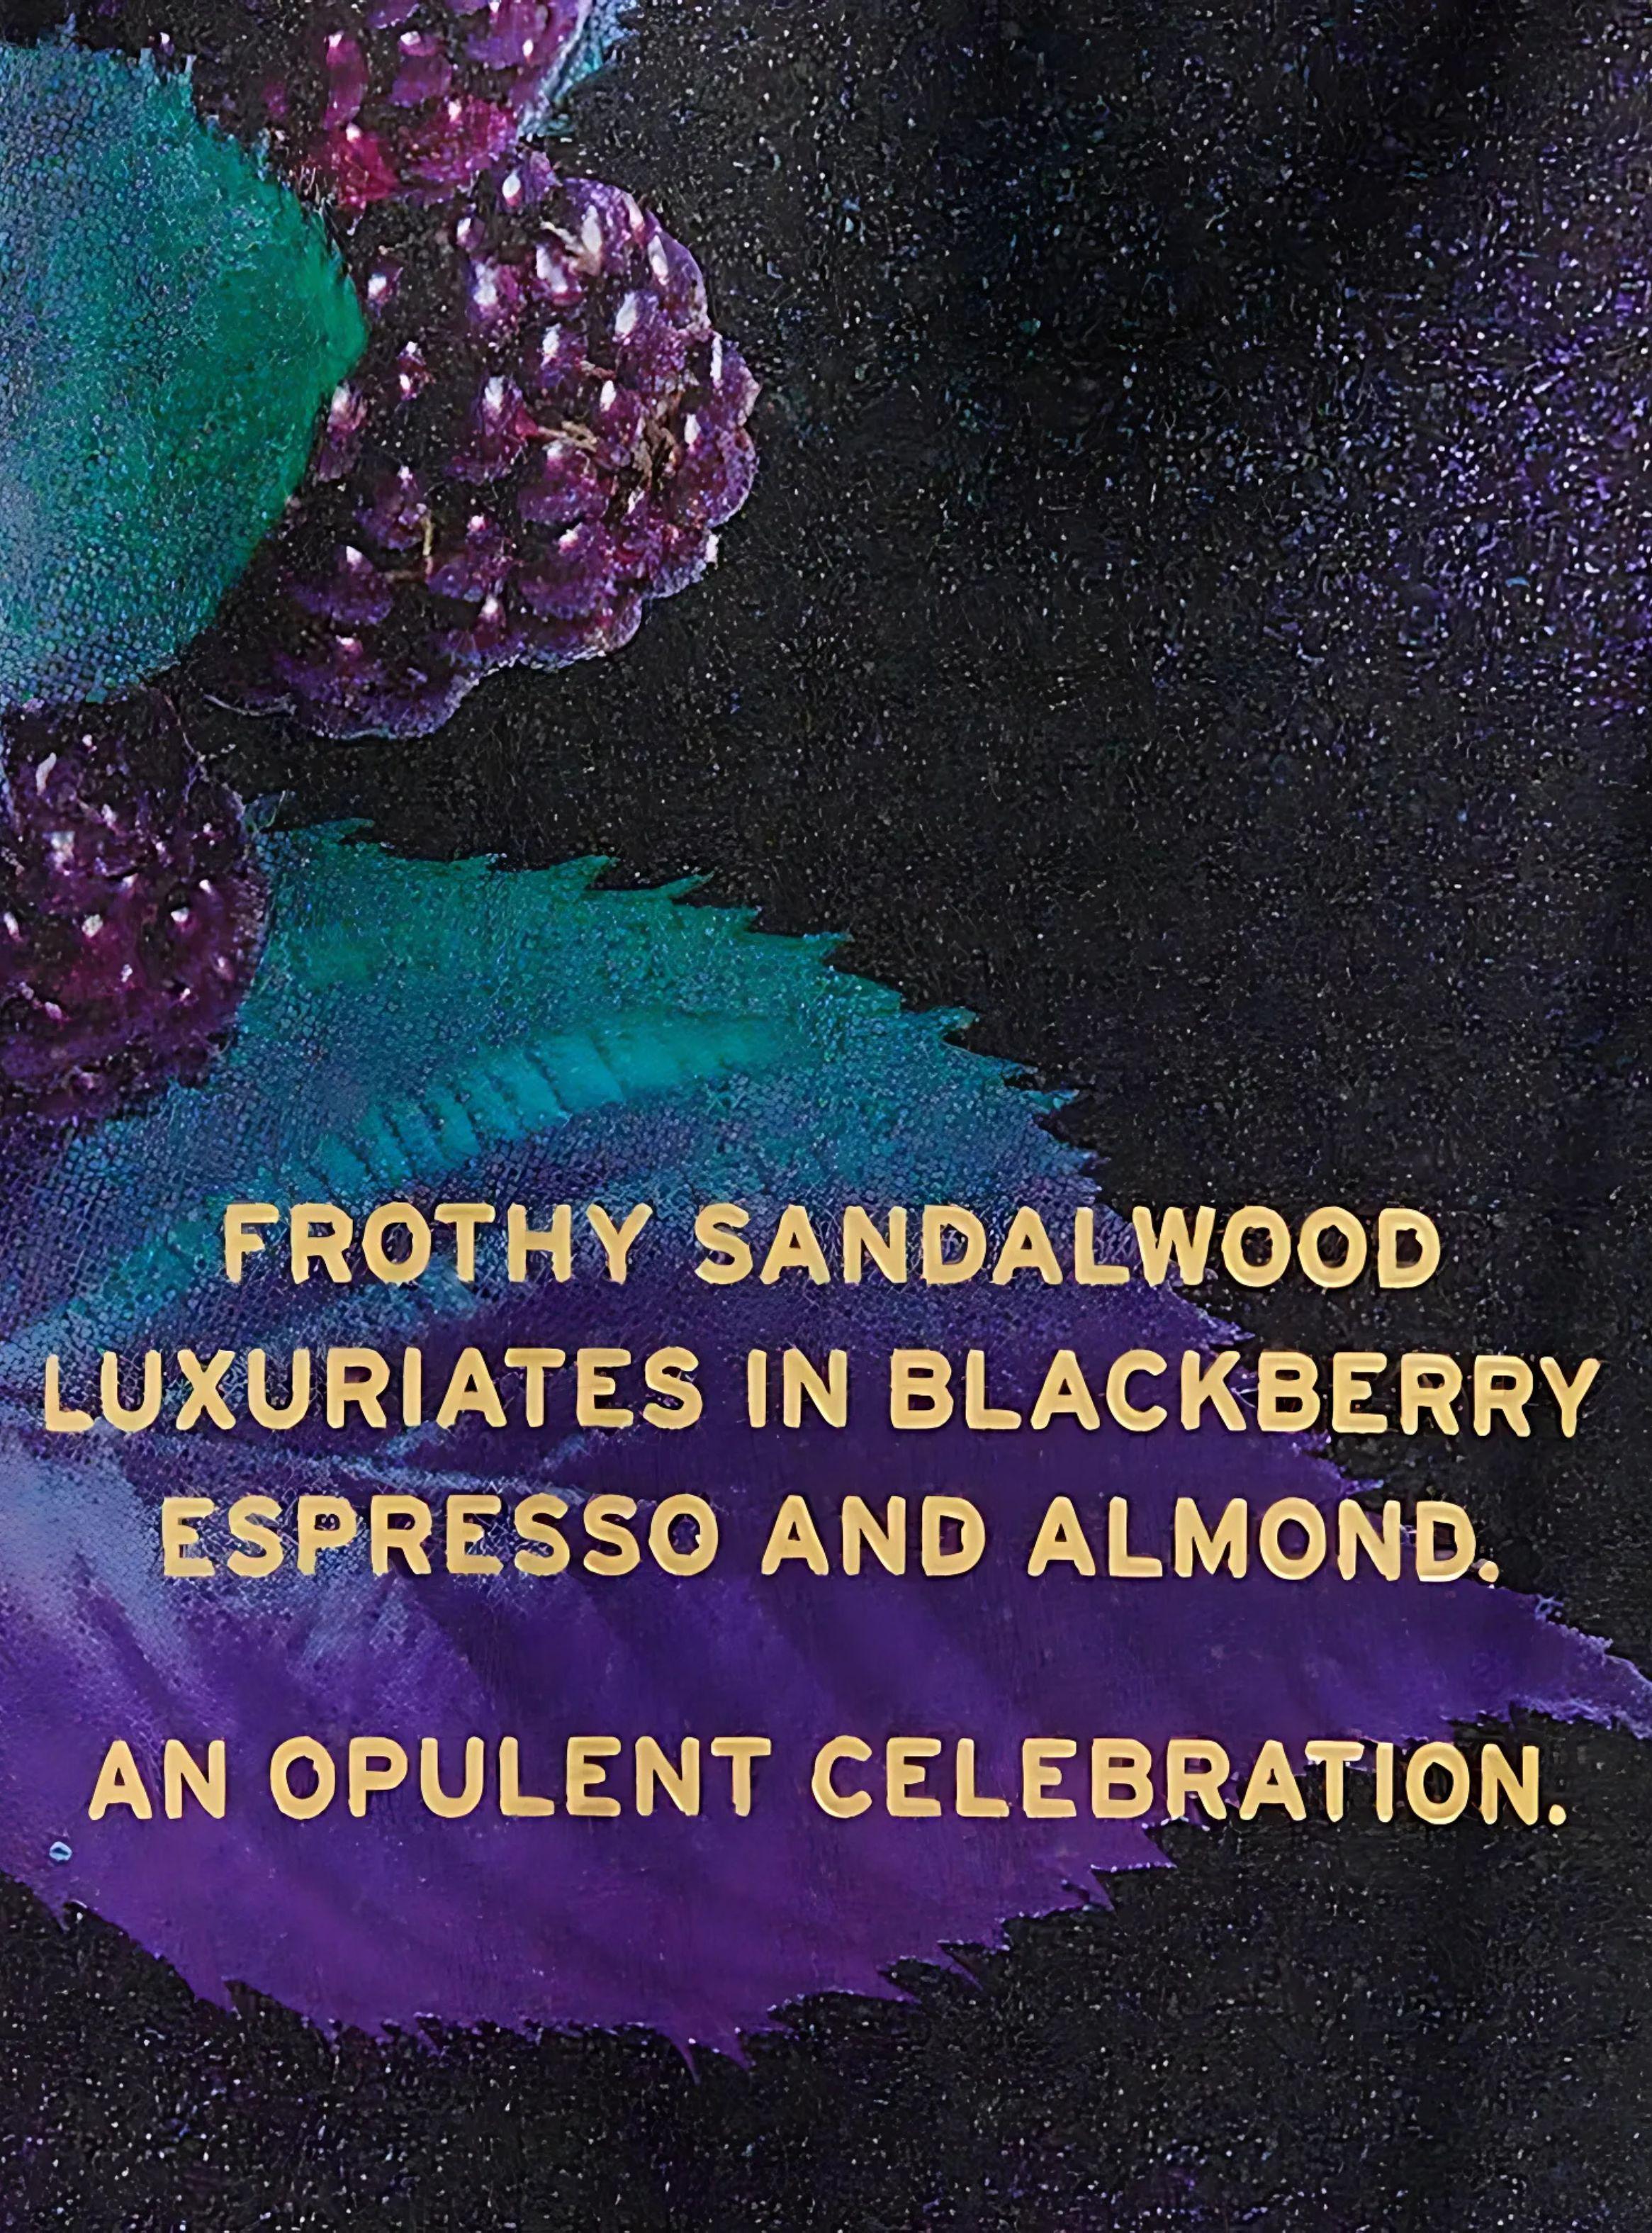 FROTHY SANDALWOOD
LUXURIATES IN BLACKBERRY
ESPRESSO AND ALMOND.
AN OPULENT CELEBRATION.